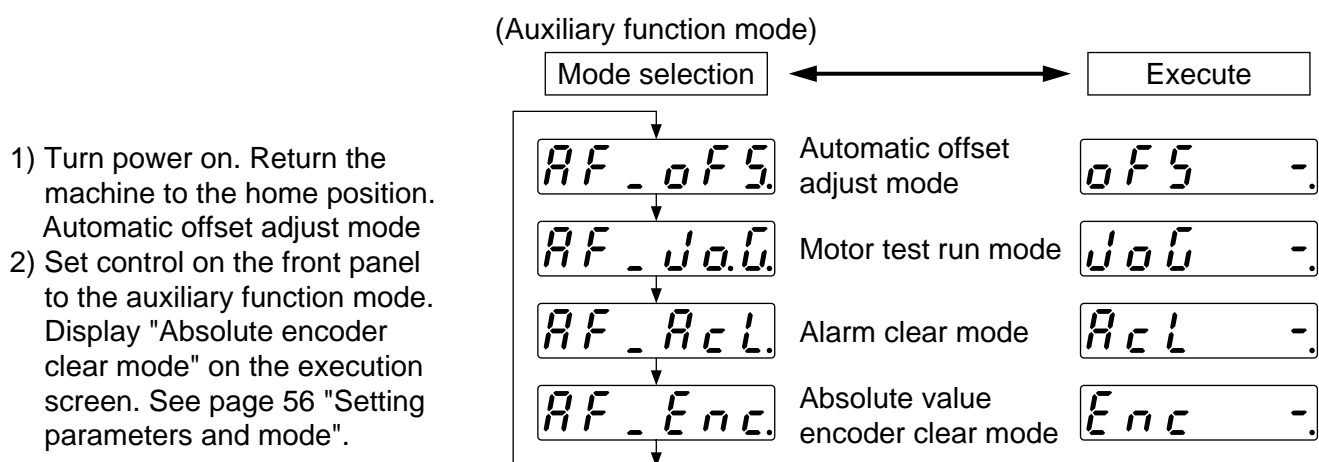 (Auxiliary function mode)
Mode selection
Execute
1) Turn power on. Return the
machine to the home position.
Automatic offset adjust mode
2) Set control on the front panel
to the auxiliary function mode.
Display "Absolute encoder
clear mode" on the execution
screen. See page 56 "Setting
parameters and mode".
AF_oFS.
Automatic offset
adjust mode
oFS -.
AF_Jo.G.
Motor test run mode
JoG -.
AF_AcL.
Alarm clear mode
AcL -.
AF_Enc.
Absolute value
encoder clear mode
Enc -.